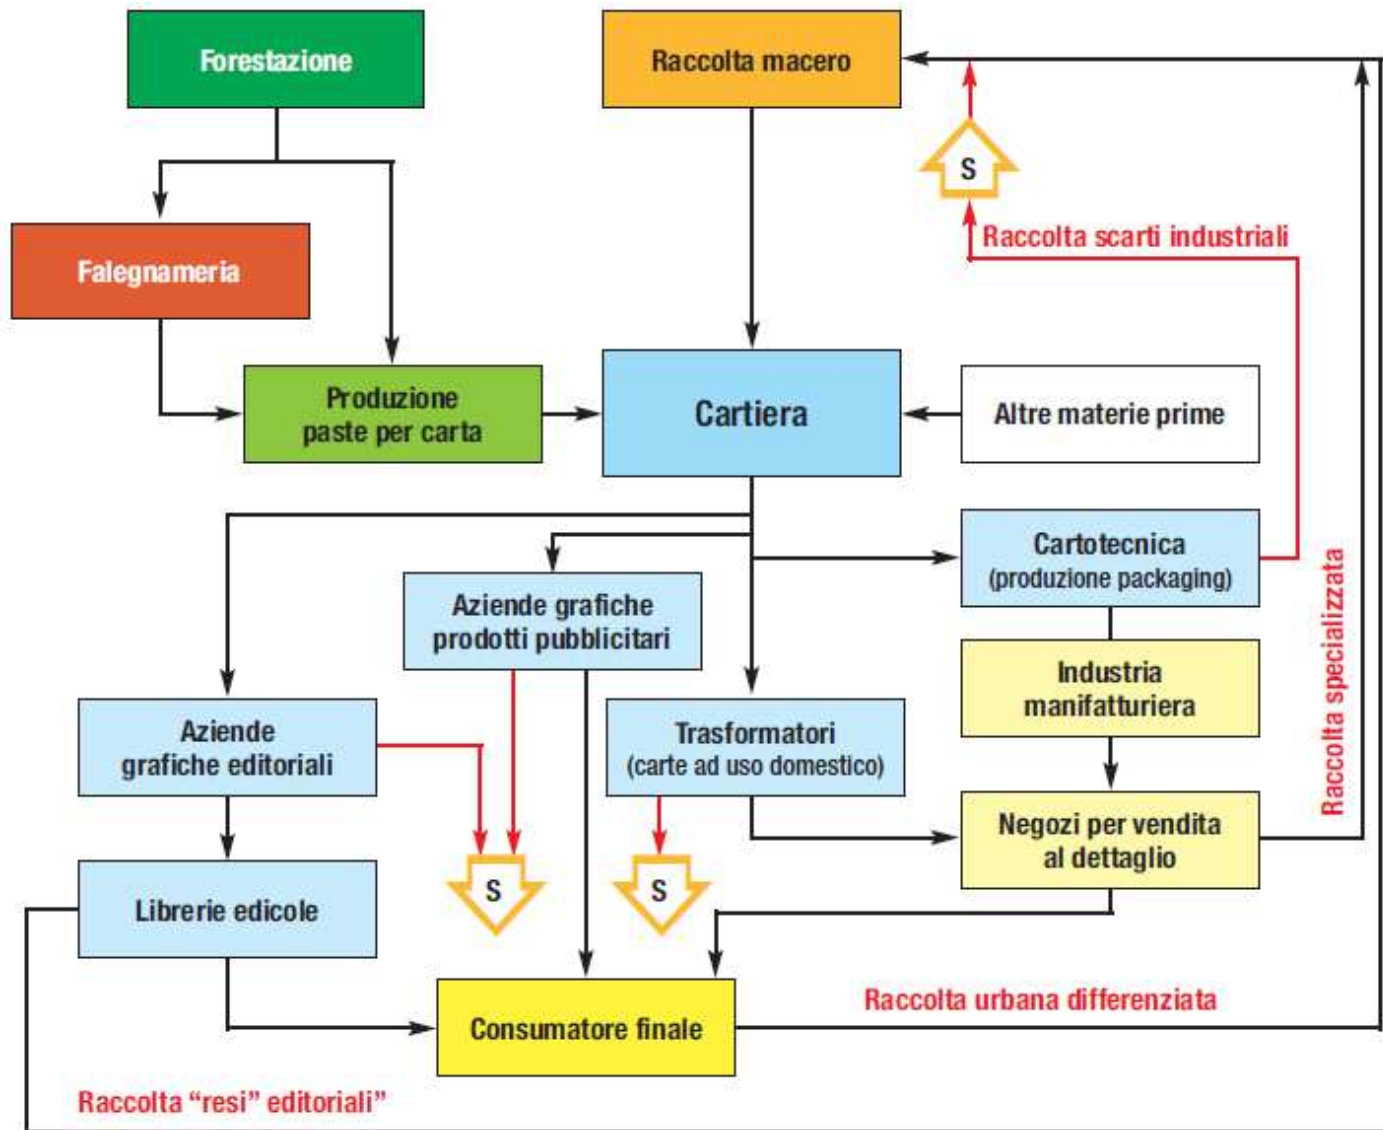 Forestazione
Raccolta macero
S
Raccolta scarti industriali
Falegnameria
Produzione
paste per carta
Cartiera
Altre materie prime
Cartotecnica
(produzione packaging)
Aziende grafiche
prodotti pubblicitari
Raccolta specializzata
Industria
manifatturiera
Aziende
grafiche editoriali
Trasformatori
(carte ad uso domestico)
Negozi per vendita
al dettaglio
S
S
Librerie edicole
Raccolta urbana differenziata
Consumatore finale
Raccolta “resi” editoriali”